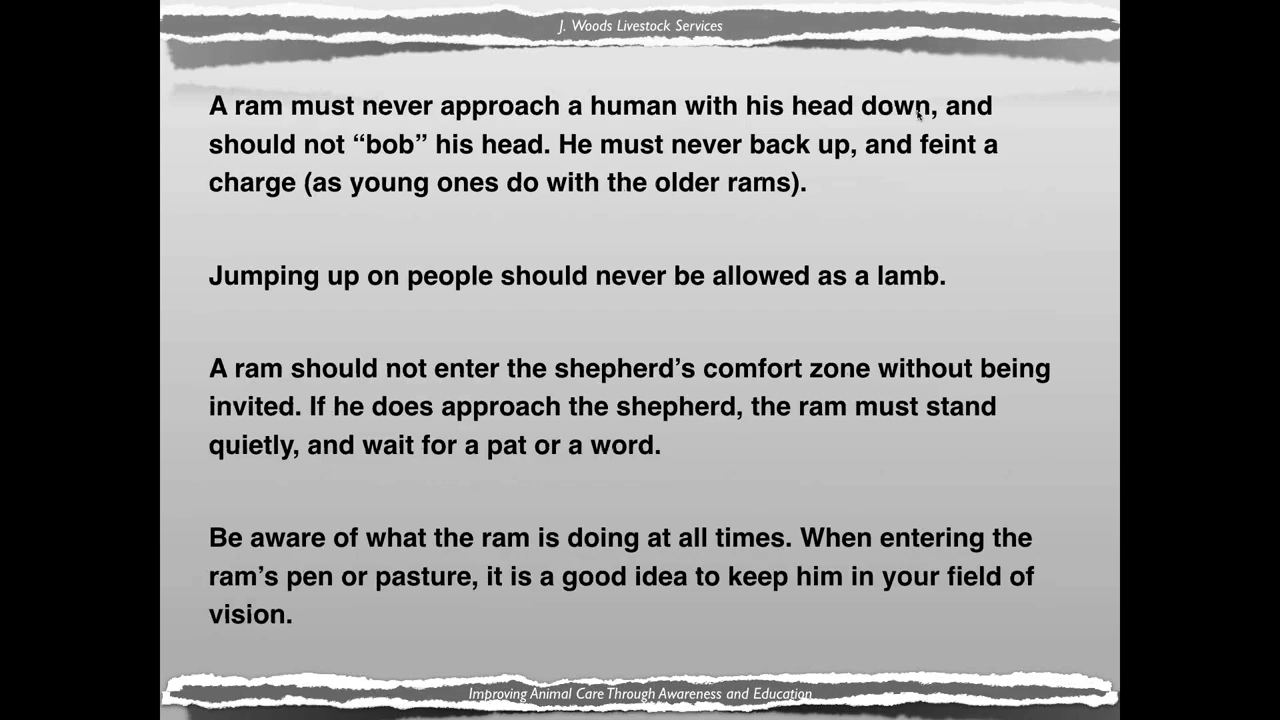 J. Woods Livestock Services
A ram must never approach a human with his head down, and
should not “bob” his head. He must never back up, and feint a
charge (as young ones do with the older rams).
Jumping up on people should never be allowed as a lamb.
A ram should not enter the shepherd’s comfort zone without being
invited. If he does approach the shepherd, the ram must stand
quietly, and wait for a pat or a word.
Be aware of what the ram is doing at all times. When entering the
ram’s pen or pasture, it is a good idea to keep him in your field of
vision.
Improving Animal Care Through Awareness and Education